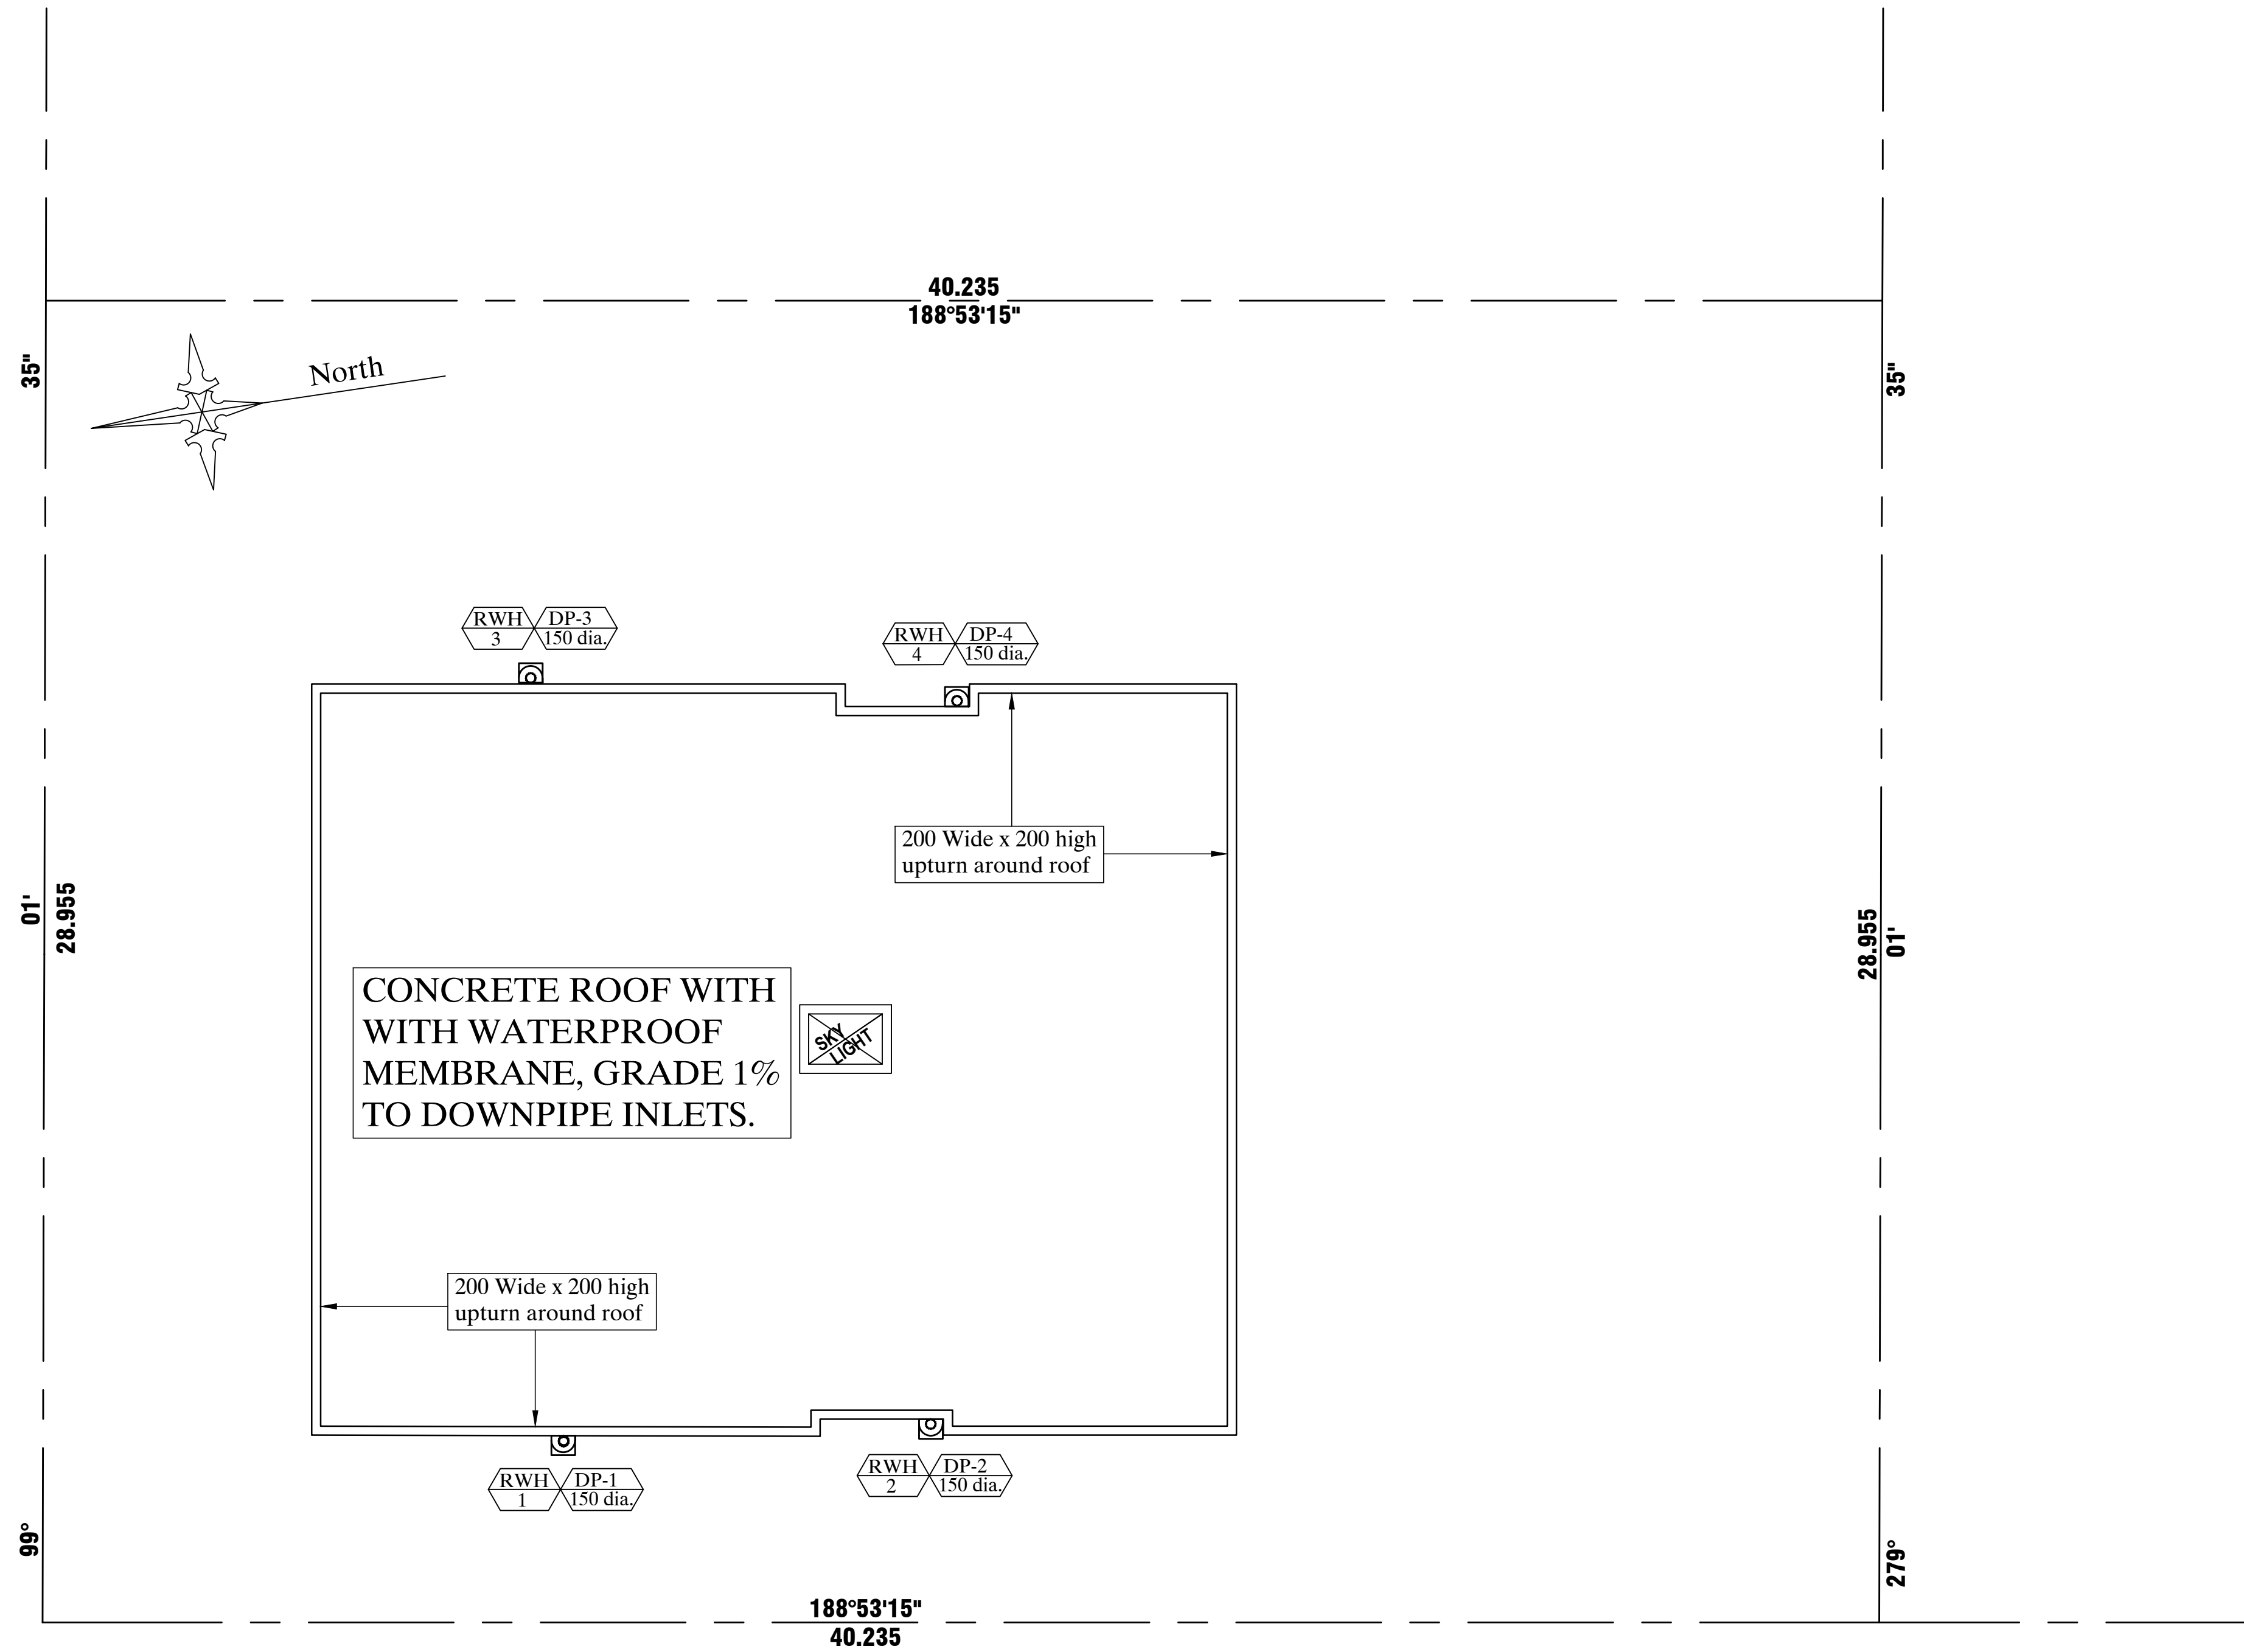 40.235
188°53'15"
35"
35"
North
RWH
3
DP-3
150 dia.
RWH
4
DP-4
150 dia.
200 Wide x 200 high
upturn around roof
01'
28.955
28.955
01'
CONCRETE ROOF WITH
WITH WATERPROOF
MEMBRANE, GRADE 1%
TO DOWNPIPE INLETS.
SKY
LIGHT
200 Wide x 200 high
upturn around roof
RWH
1
DP-1
150 dia.
RWH
2
DP-2
150 dia.
99°
279°
188°53'15"
40.235